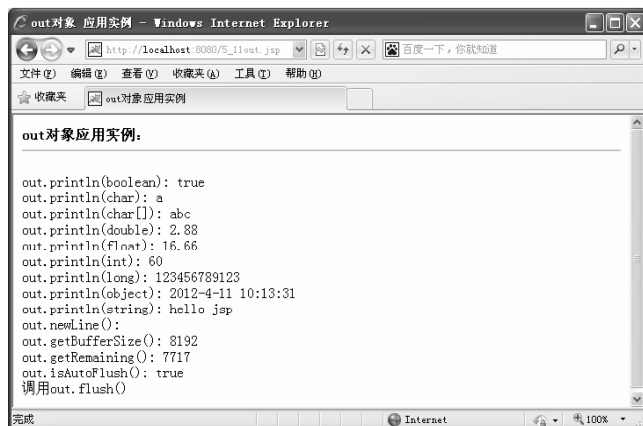 out对象 应用实例 - Windows Internet Explorer
http://localhost:8080/5_11out.jsp 百度一下，你就知道
文件(F) 编辑(E) 查看(V) 收藏夹(A) 工具(T) 帮助(H)
收藏夹 out对象应用实例
out对象应用实例：
out.println(boolean): true
out.println(char): a
out.println(char[]): abc
out.println(double): 2.88
out.println(float): 16.66
out.println(int): 60
out.println(long): 123456789123
out.println(object): 2012-4-11 10:13:31
out.println(string): hello jsp
out.newLine():
out.getBufferSize(): 8192
out.getRemaining(): 7717
out.isAutoFlush(): true
调用out.flush()
完成 Internet 100%